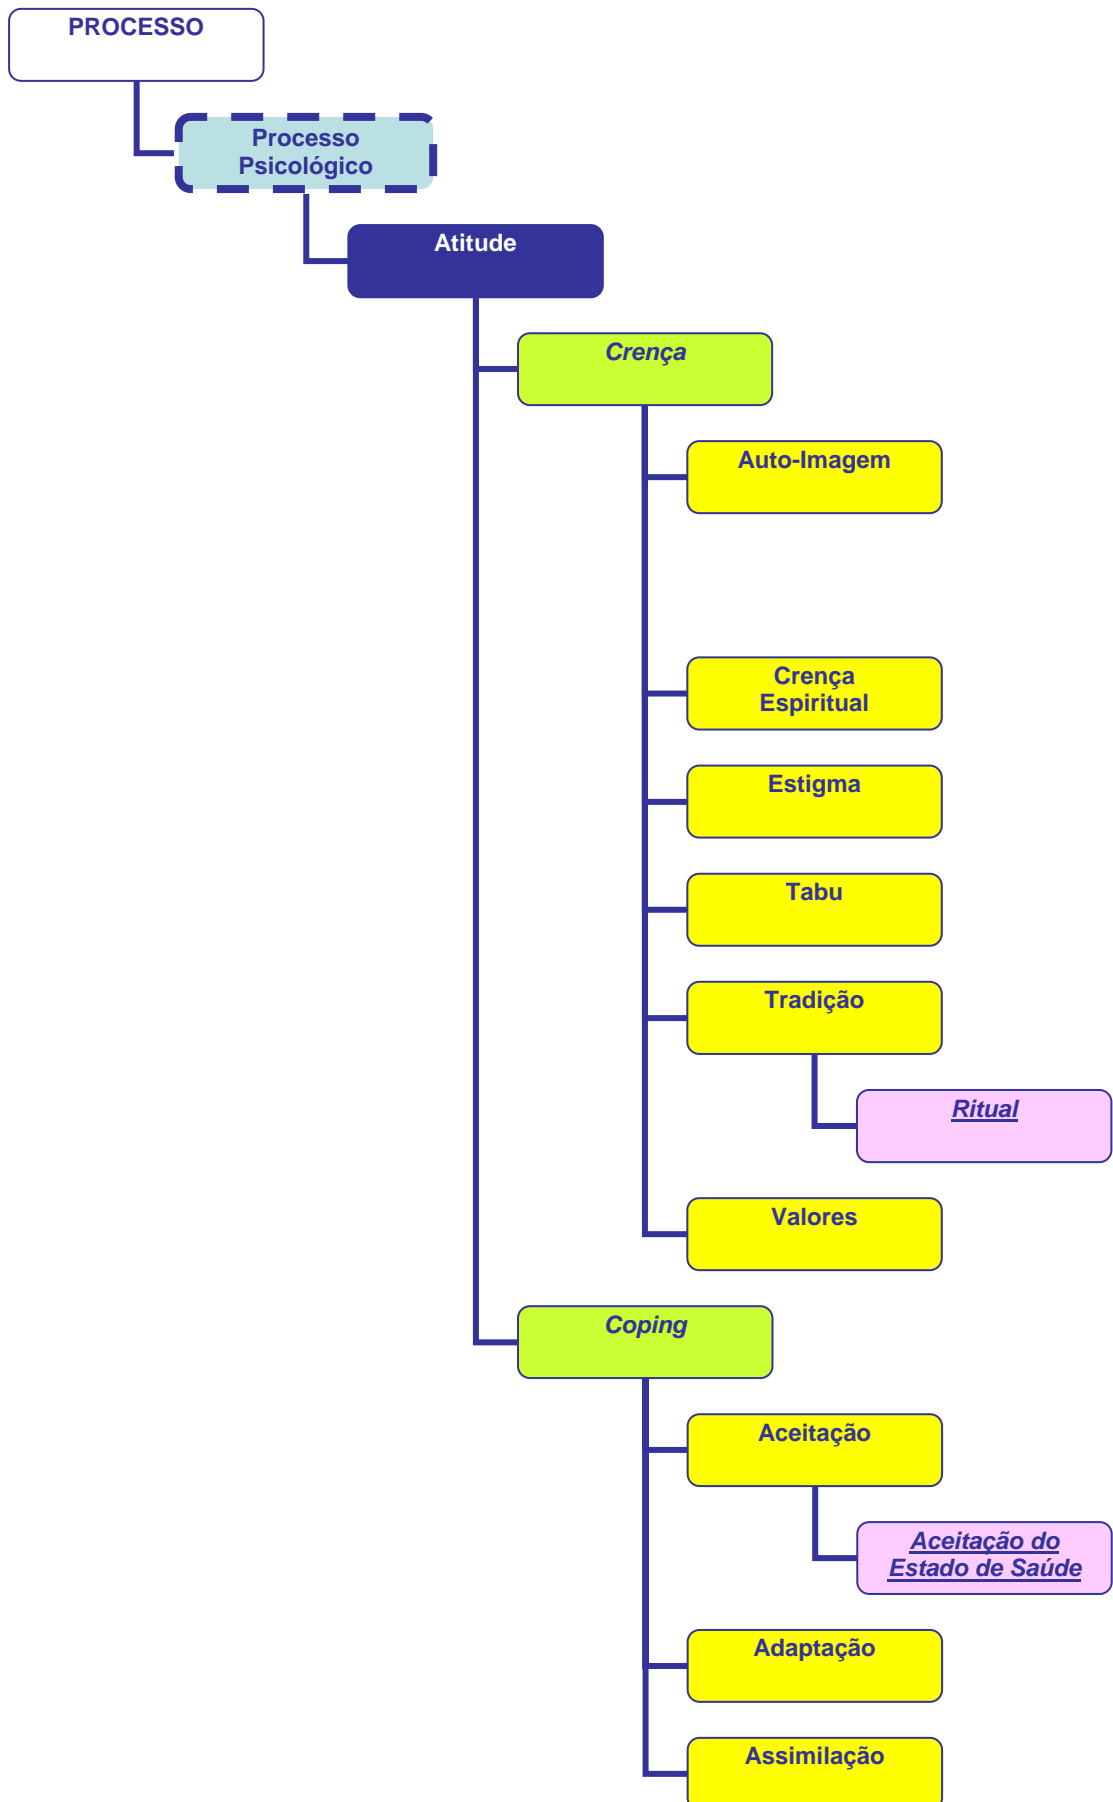 PROCESSO
Processo
Psicológico
Atitude
Crença
Auto-Imagem
Crença
Espiritual
Estigma
Tabu
Tradição
Ritual
Valores
Coping
Aceitação
Aceitação do
Estado de Saúde
Adaptação
Assimilação